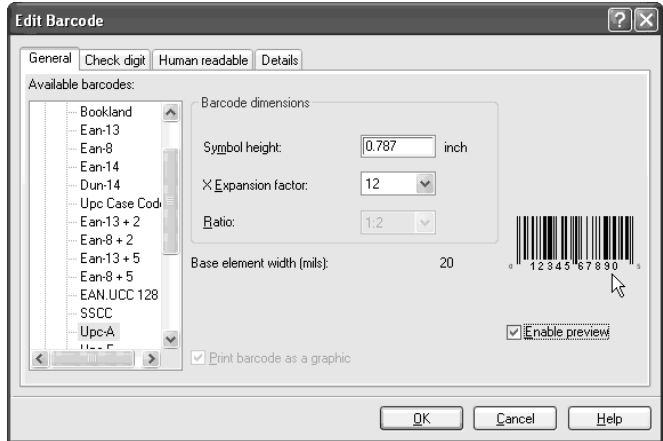 Edit Barcode
General Check digit Human readable Details
Available barcodes:
Bookland
Ean-13
Ean-8
Ean-14
Dun-14
Upc Case Code
Ean-13 + 2
Ean-8 + 2
Ean-13 + 5
Ean-8 + 5
EAN.UCC 128
SSCC
Upc-A
Barcode dimensions
Symbol height: 0.787 inch
X Expansion factor: 12
Ratio: 1:2
Base element width (mils): 20
0 12345 67890 5
Enable preview
Print barcode as a graphic
OK Cancel Help